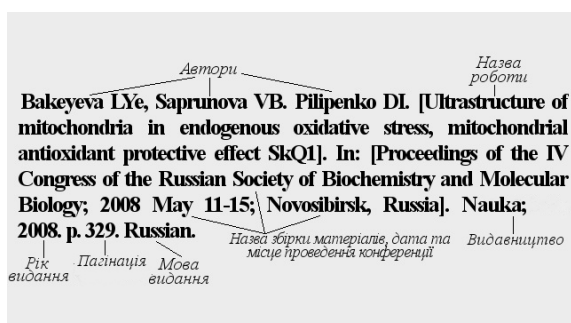 Автори
Назва
роботи
Bakeyeva LYe, Saprunova VB. Pilipenko DI. [Ultrastructure of
mitochondria in endogenous oxidative stress, mitochondrial
antioxidant protective effect SkQ1]. In: [Proceedings of the IV
Congress of the Russian Society of Biochemistry and Molecular
Biology; 2008 May 11-15; Novosibirsk, Russia]. Nauka;
2008. p. 329. Russian.
Назва збірки матеріалів, дата та
місце проведення конференції
Видавництво
Рік
видання
Пагінація
Мова
видання